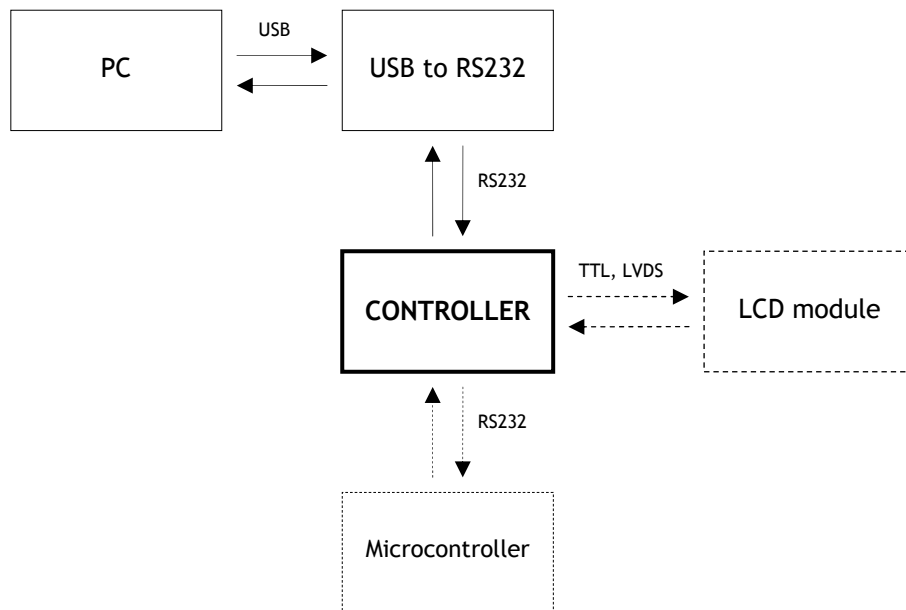 USB
PC
USB to RS232
RS232
TTL, LVDS
CONTROLLER
LCD module
RS232
Microcontroller